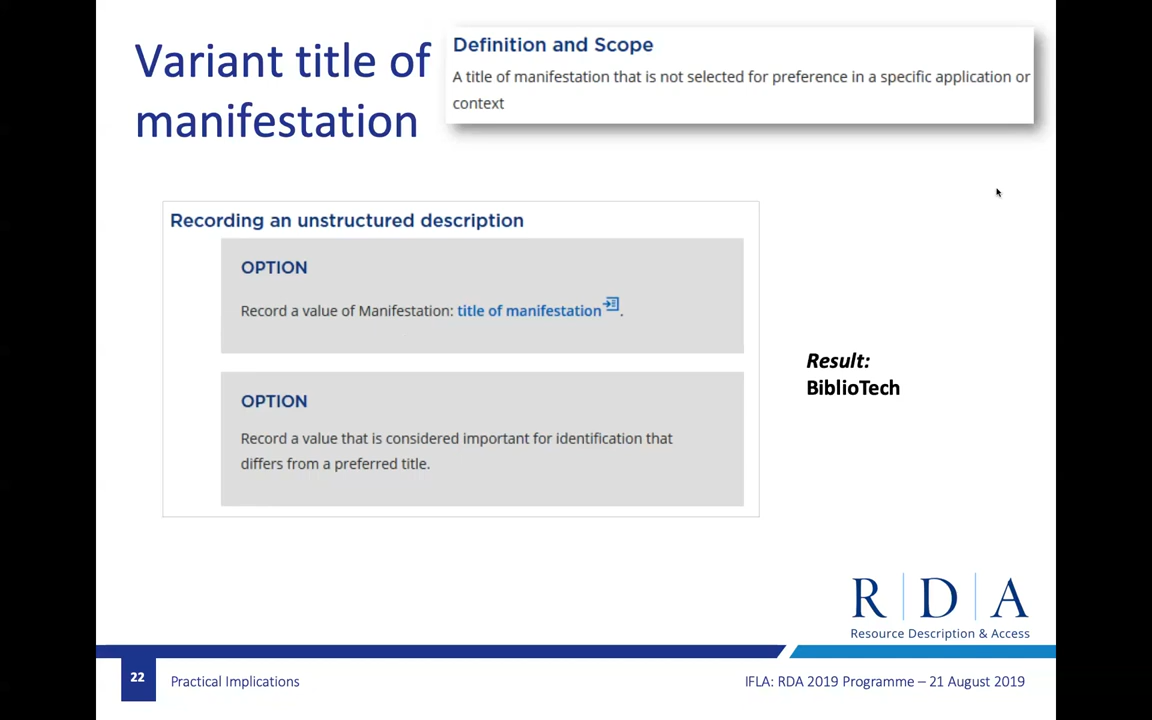 Variant title of
manifestation
Definition and Scope
A title of manifestation that is not selected for preference in a specific application or
context
Recording an unstructured description
OPTION
Record a value of Manifestation: title of manifestation.
OPTION
Record a value that is considered important for identification that
differs from a preferred title.
Result:
BiblioTech
R D A
Resource Description & Access
22
Practical Implications
IFLA: RDA 2019 Programme – 21 August 2019